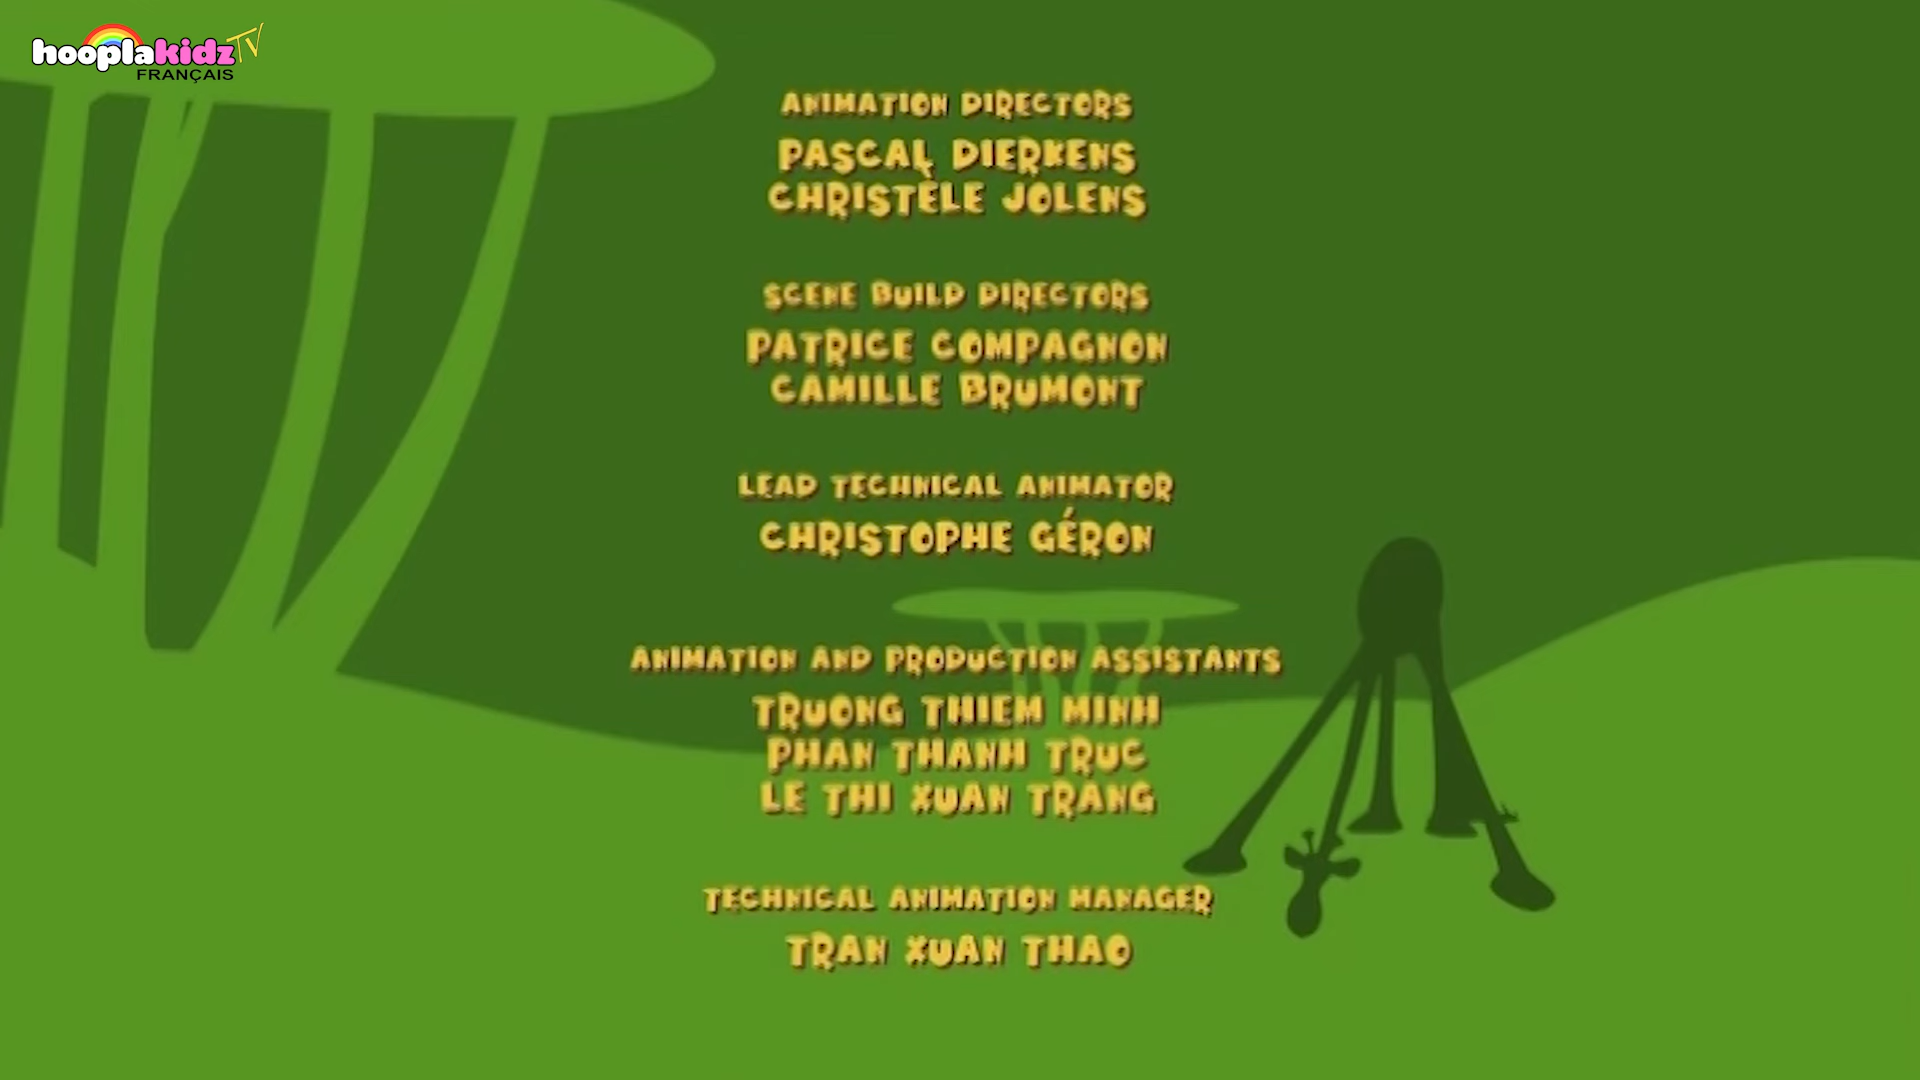 hooplakidz TV
FRANÇAIS
ANIMATION DIRECTORS
PASCAL DIERKENS
CHRISTÈLE JOLENS
SCENE BUILD DIRECTORS
PATRICE COMPAGNON
CAMILLE BRUMONT
LEAD TECHNICAL ANIMATOR
CHRISTOPHE GÉRON
ANIMATION AND PRODUCTION ASSISTANTS
TRUONG THIEM MINH
PHAN THANH TRUC
LE THI XUAN TRANG
TECHNICAL ANIMATION MANAGER
TRAN XUAN THAO